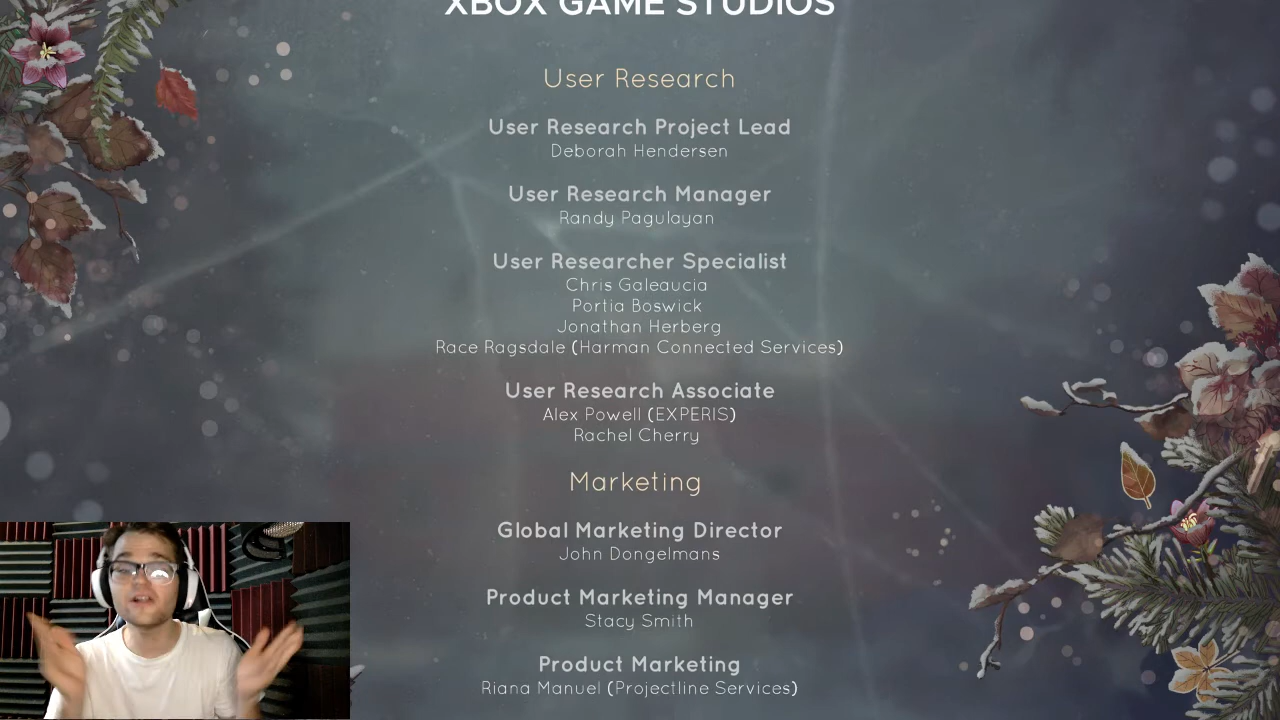 XBOX GAME STUDIOS
User Research
User Research Project Lead
Deborah Hendersen
User Research Manager
Randy Pagulayan
User Researcher Specialist
Chris Galeaucia
Portia Boswick
Jonathan Herberg
Race Ragsdale (Harman Connected Services)
User Research Associate
Alex Powell (EXPERIS)
Rachel Cherry
Marketing
Global Marketing Director
John Dongelmans
Product Marketing Manager
Stacy Smith
Product Marketing
Riana Manuel (Projectline Services)